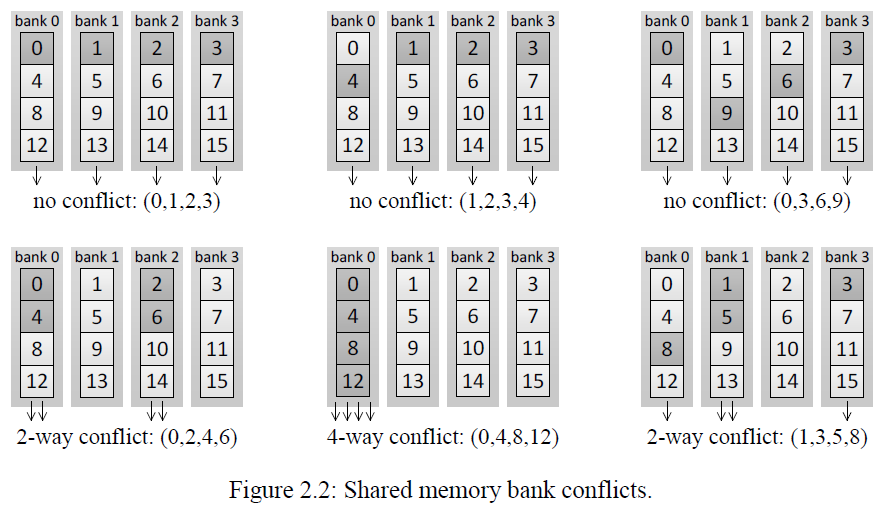 bank 0 bank 1 bank 2 bank 3
0 1 2 3
4 5 6 7
8 9 10 11
12 13 14 15
no conflict: (0,1,2,3)
bank 0 bank 1 bank 2 bank 3
0 1 2 3
4 5 6 7
8 9 10 11
12 13 14 15
no conflict: (1,2,3,4)
bank 0 bank 1 bank 2 bank 3
0 1 2 3
4 5 6 7
8 9 10 11
12 13 14 15
no conflict: (0,3,6,9)
bank 0 bank 1 bank 2 bank 3
0 1 2 3
4 5 6 7
8 9 10 11
12 13 14 15
2-way conflict: (0,2,4,6)
bank 0 bank 1 bank 2 bank 3
0 1 2 3
4 5 6 7
8 9 10 11
12 13 14 15
4-way conflict: (0,4,8,12)
bank 0 bank 1 bank 2 bank 3
0 1 2 3
4 5 6 7
8 9 10 11
12 13 14 15
2-way conflict: (1,3,5,8)
Figure 2.2: Shared memory bank conflicts.